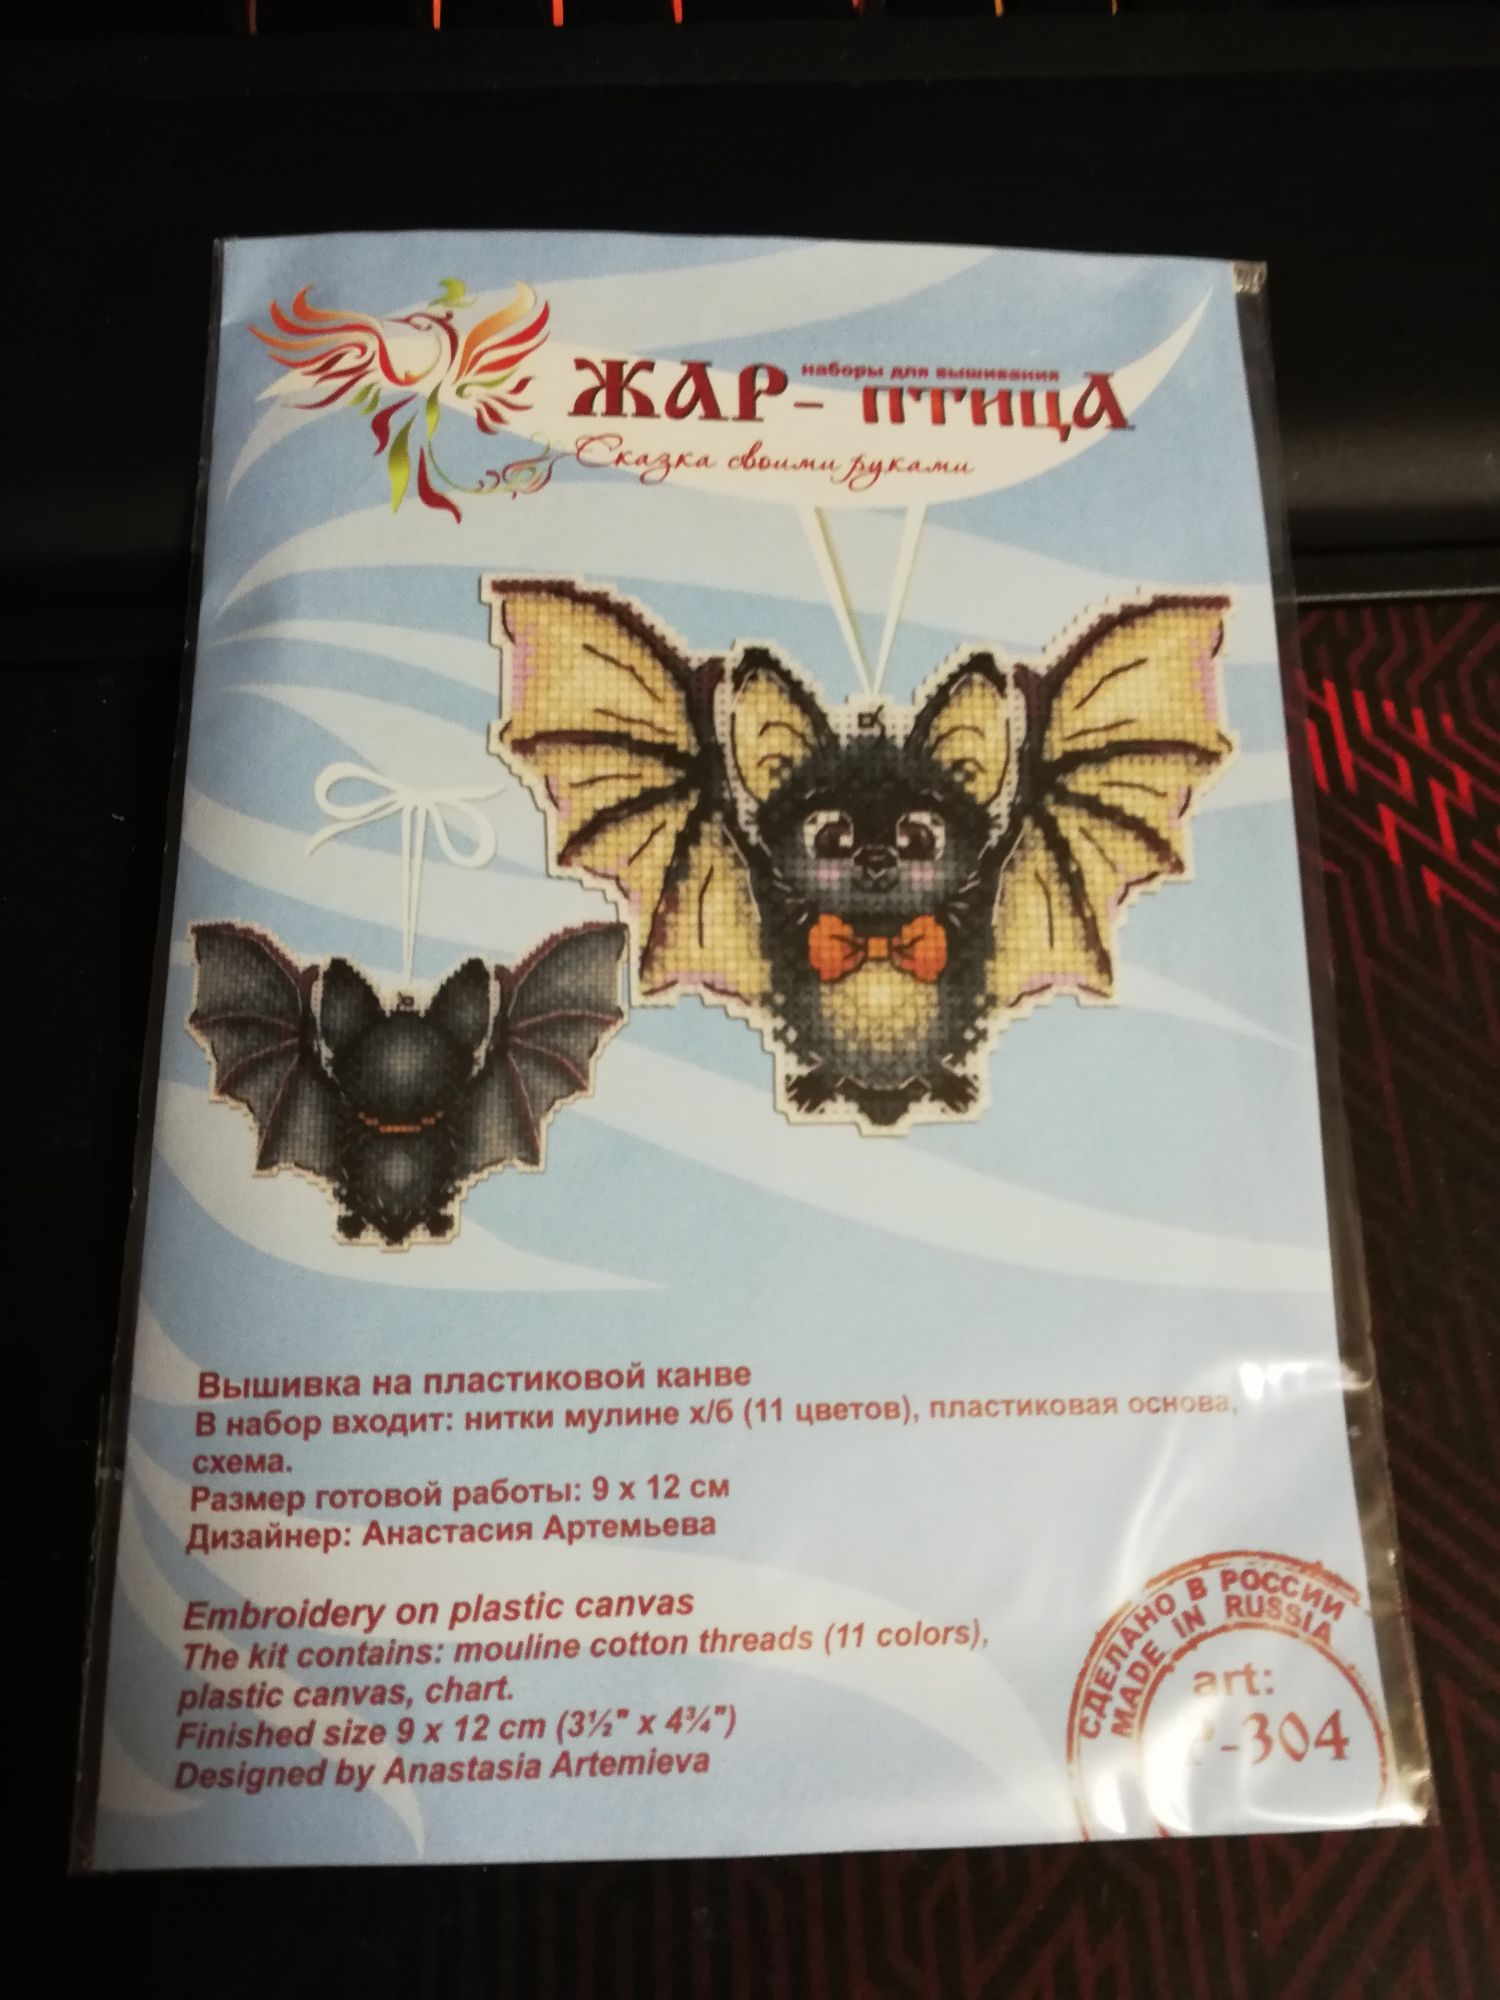 наборы для вышивания
ЖАР-ПТИЦА
Сказка своими руками
Вышивка на пластиковой канве
В набор входит: нитки мулине х/б (11 цветов), пластиковая основа,
схема.
Размер готовой работы: 9 х 12 см
Дизайнер: Анастасия Артемьева
Embroidery on plastic canvas
The kit contains: mouline cotton threads (11 colors),
plastic canvas, chart.
Finished size 9 x 12 cm (3½" x 4¾")
Designed by Anastasia Artemieva
СДЕЛАНО В РОССИИ
MADE IN RUSSIA
art:
-304